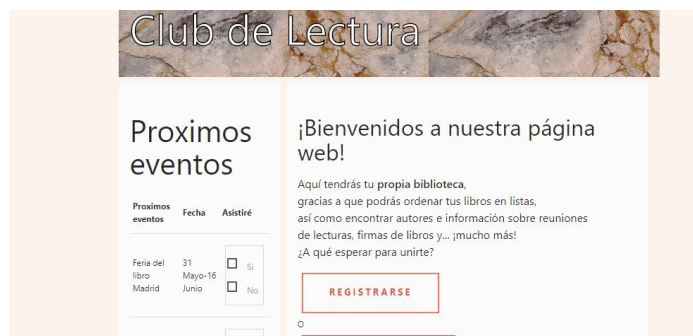 Club de Lectura
Proximos
eventos
Proximos
eventos
Fecha
Asistiré
Feria del
libro
Madrid
31
Mayo-16
Junio
Si
No
¡Bienvenidos a nuestra página
web!
Aquí tendrás tu propia biblioteca,
gracias a que podrás ordenar tus libros en listas,
así como encontrar autores e información sobre reuniones
de lecturas, firmas de libros y... ¡mucho más!
¿A qué esperar para unirte?
REGISTRARSE
O